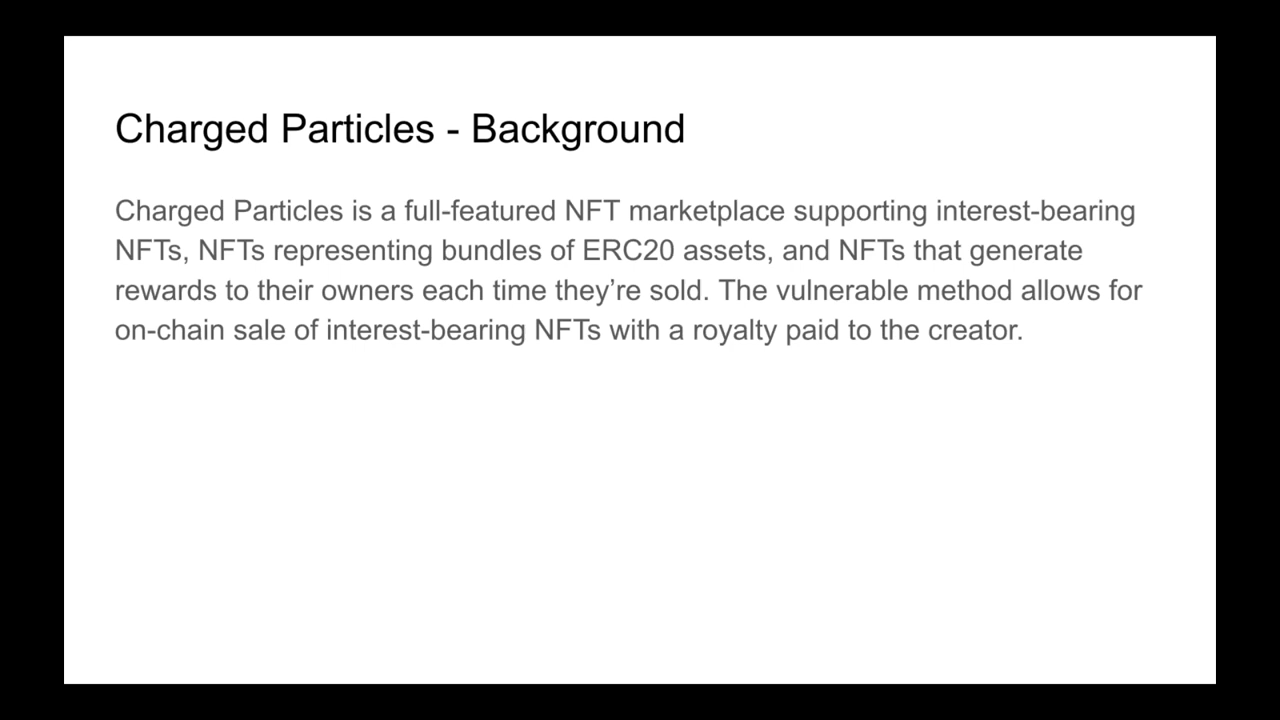 Charged Particles - Background
Charged Particles is a full-featured NFT marketplace supporting interest-bearing
NFTs, NFTs representing bundles of ERC20 assets, and NFTs that generate
rewards to their owners each time they’re sold. The vulnerable method allows for
on-chain sale of interest-bearing NFTs with a royalty paid to the creator.